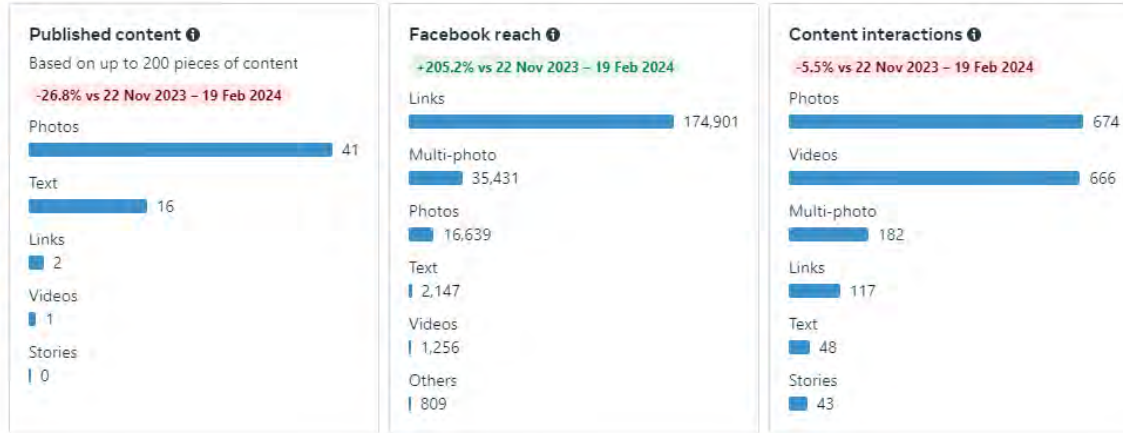 Published content
Based on up to 200 pieces of content
-26.8% vs 22 Nov 2023 – 19 Feb 2024
Photos
41
Text
16
Links
2
Videos
1
Stories
0
Facebook reach
+205.2% vs 22 Nov 2023 – 19 Feb 2024
Links
174,901
Multi-photo
35,431
Photos
16,639
Text
2,147
Videos
1,256
Others
809
Content interactions
-5.5% vs 22 Nov 2023 – 19 Feb 2024
Photos
674
Videos
666
Multi-photo
182
Links
117
Text
48
Stories
43